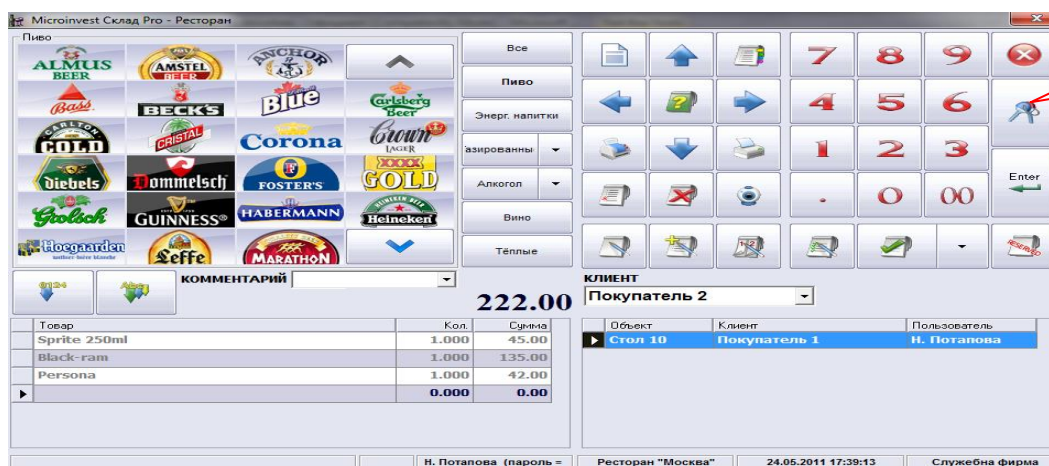 Microinvest Склад Pro - Ресторан
Пиво
ALMUS BEER
AMSTEL BEER
ANCHOR
Bass
BECK'S
Blue
Carlsberg Beer
CARLTON GOLD
CRISTAL
Corona
Crown LAGER
Diebels
Dommelsch
FOSTER'S
XXXX GOLD
Grolsch
GUINNESS®
HABERMANN
Heineken
Hoegaarden
Leffe
MARATHON
Все
Пиво
Энерг. напитки
азированны
Алкогол
Вино
Тёплые
7 8 9
4 5 6
1 2 3
. 0 00
Enter
RESERVED
0124
Abc
КОММЕНТАРИЙ
222.00
КЛИЕНТ
Покупатель 2
Товар Кол. Сумма
Sprite 250ml 1.000 45.00
Black-ram 1.000 135.00
Persona 1.000 42.00
0.000 0.00
Объект Клиент Пользователь
Стол 10 Покупатель 1 Н. Потапова
Н. Потапова (пароль = Ресторан "Москва" 24.05.2011 17:39:13 Служебна фирма